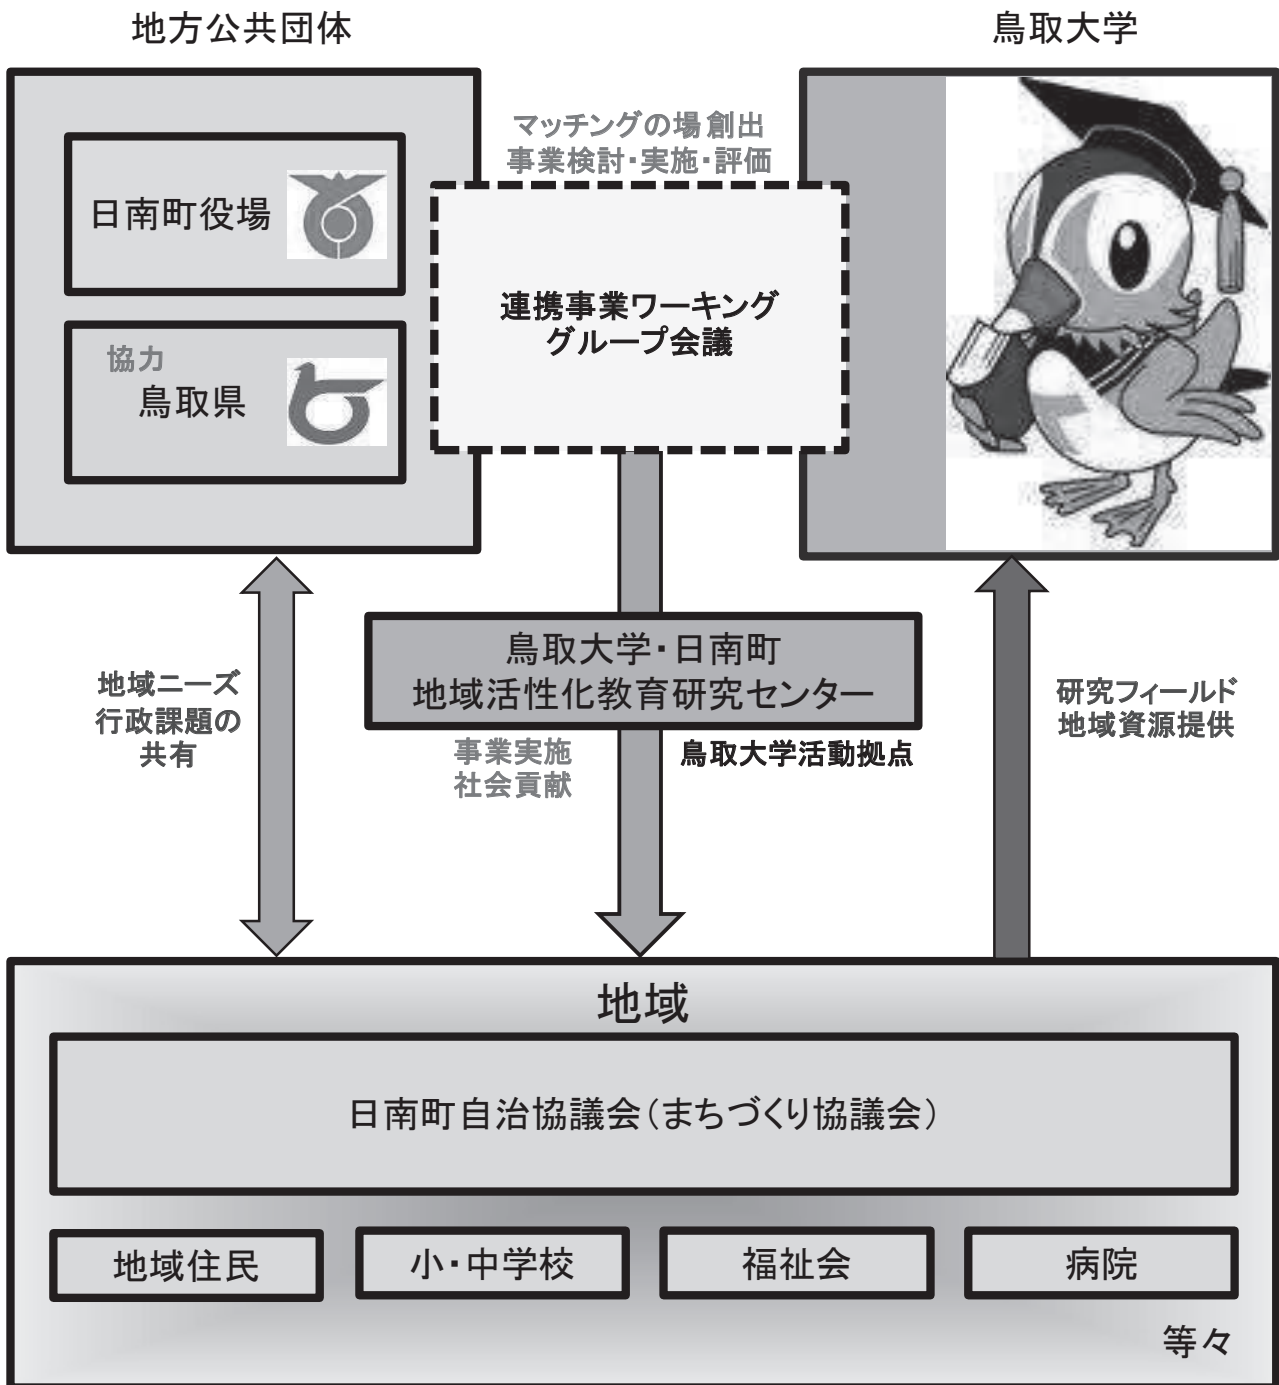 地方公共団体
鳥取大学
マッチングの場創出
事業検討・実施・評価
日南町役場
協力
鳥取県
連携事業ワーキング
グループ会議
鳥取大学・日南町
地域活性化教育研究センター
地域ニーズ
行政課題の
共有
事業実施
社会貢献
鳥取大学活動拠点
研究フィールド
地域資源提供
地域
日南町自治協議会(まちづくり協議会)
地域住民
小・中学校
福祉会
病院
等々